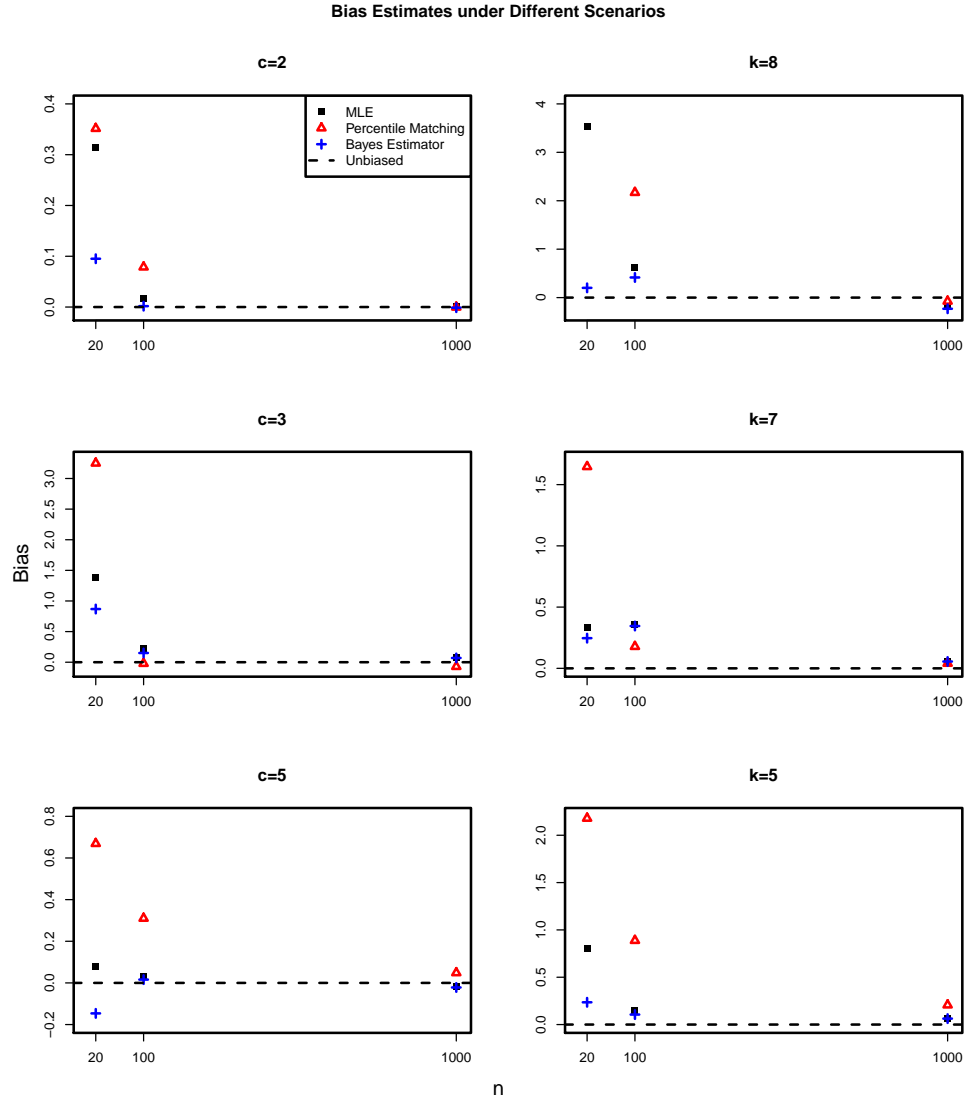 Bias Estimates under Different Scenarios
c=2
0.4
0.3
0.2
0.1
0.0
20 100 1000
MLE
Percentile Matching
Bayes Estimator
Unbiased
k=8
4
3
2
1
0
20 100 1000
c=3
3.0
2.5
2.0
1.5
1.0
0.5
0.0
20 100 1000
k=7
1.5
1.0
0.5
0.0
20 100 1000
Bias
c=5
0.8
0.6
0.4
0.2
0.0
−0.2
20 100 1000
k=5
2.0
1.5
1.0
0.5
0.0
20 100 1000
n